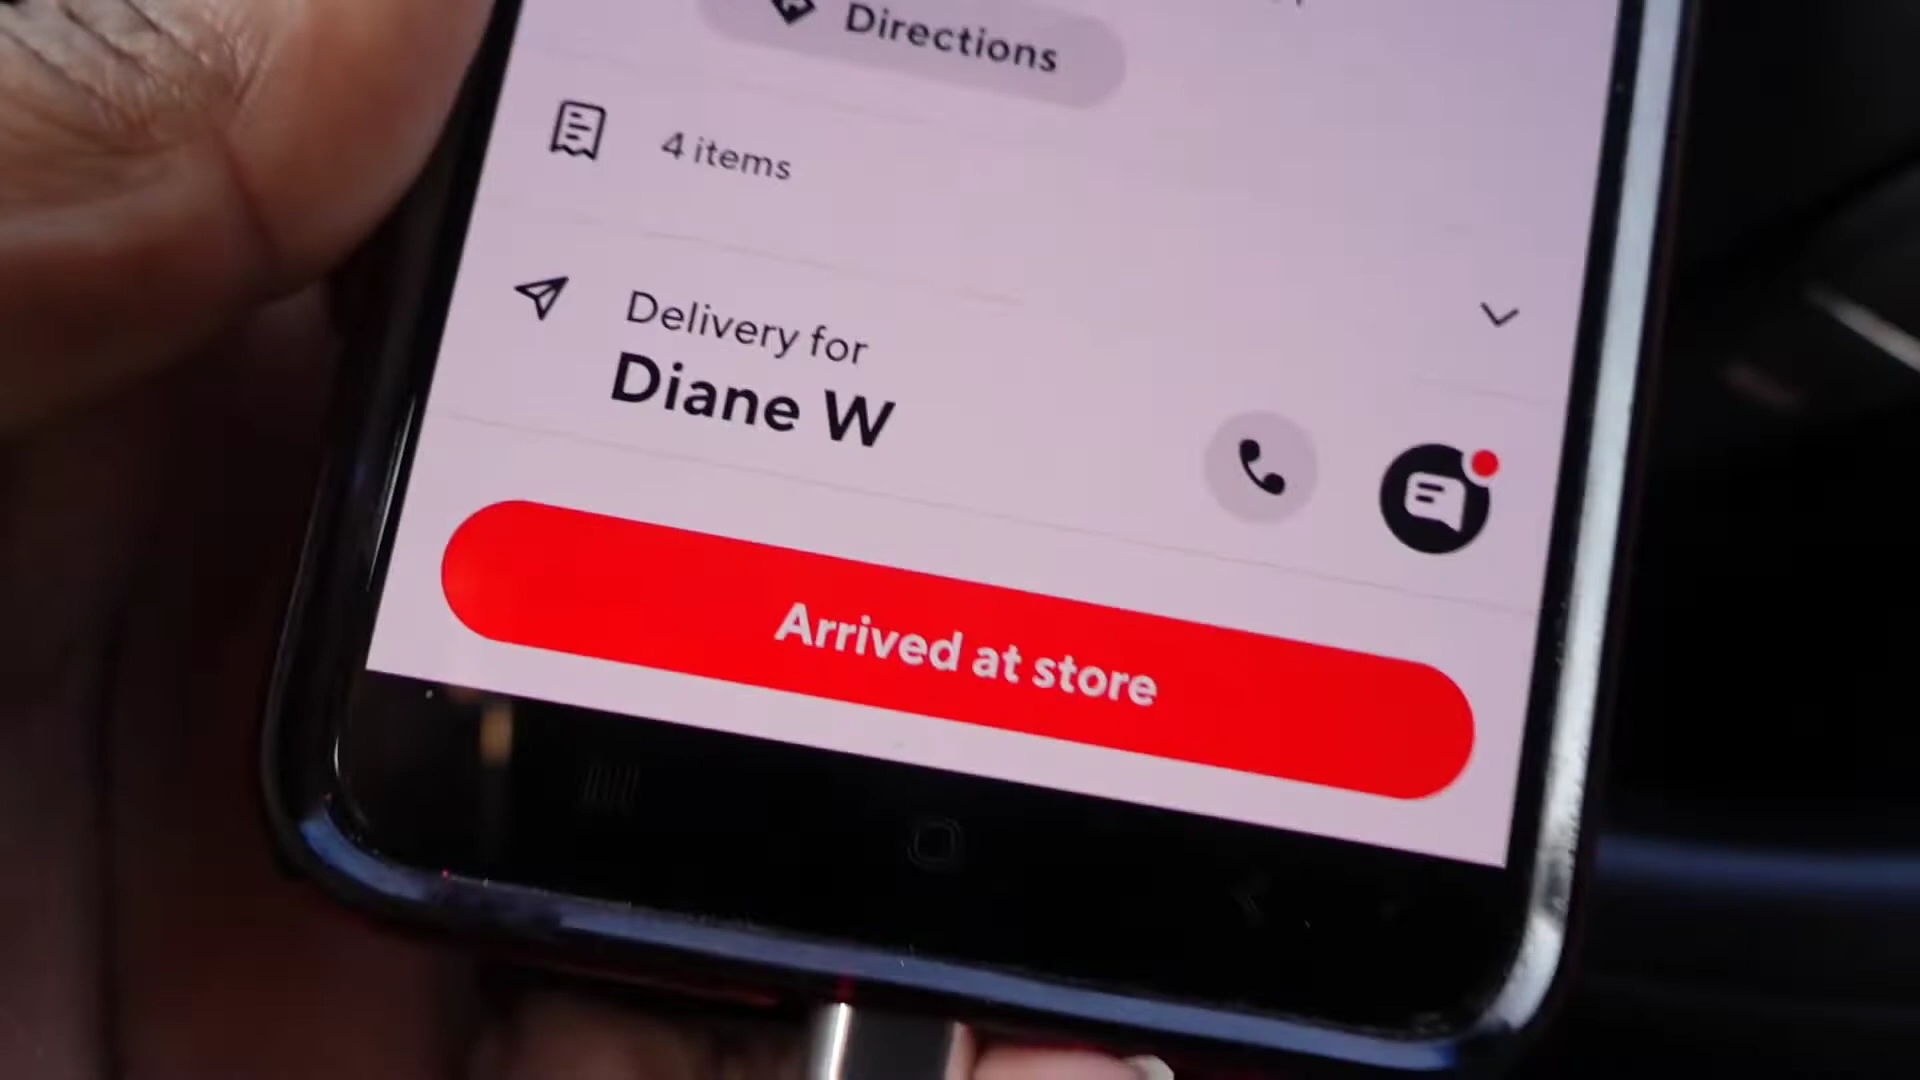 Directions
4 items
Delivery for
Diane W
Arrived at store